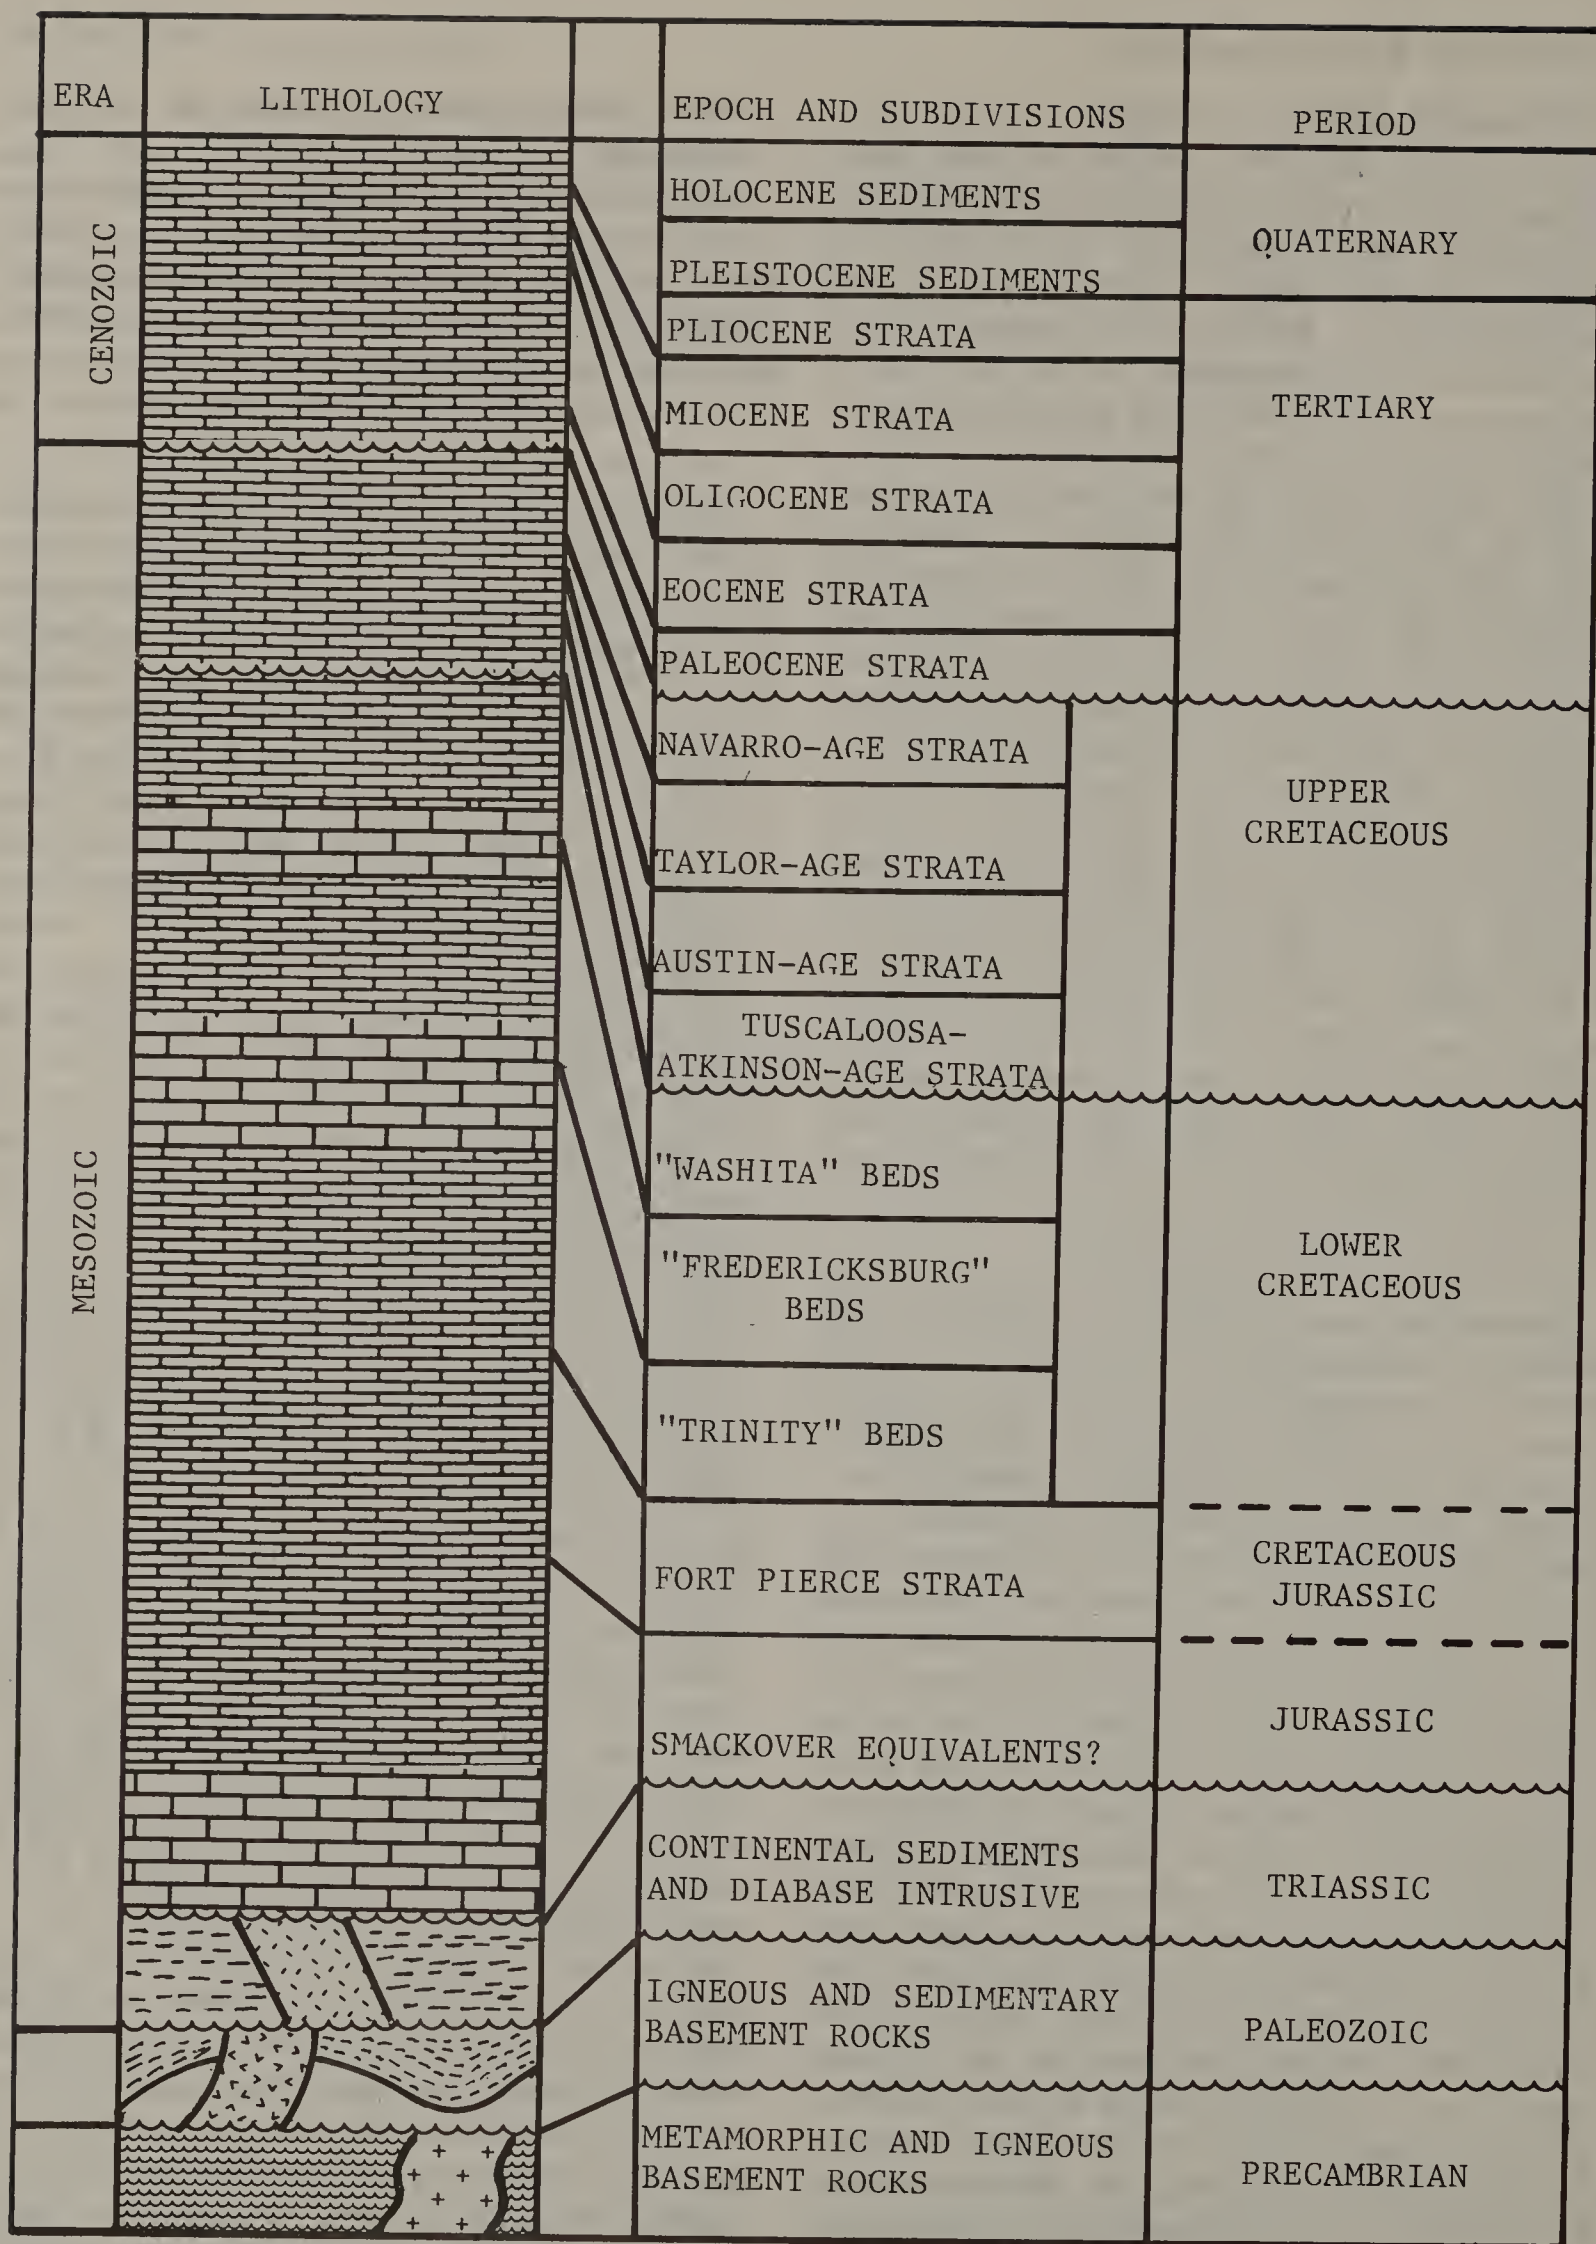 ERA
LITHOLOGY
EPOCH AND SUBDIVISIONS
PERIOD
CENOZOIC
HOLOCENE SEDIMENTS
PLEISTOCENE SEDIMENTS
QUATERNARY
PLIOCENE STRATA
MIOCENE STRATA
OLIGOCENE STRATA
EOCENE STRATA
PALEOCENE STRATA
TERTIARY
MESOZOIC
NAVARRO-AGE STRATA
TAYLOR-AGE STRATA
AUSTIN-AGE STRATA
TUSCALOOSA-
ATKINSON-AGE STRATA
UPPER
CRETACEOUS
"WASHITA" BEDS
"FREDERICKSBURG"
BEDS
"TRINITY" BEDS
LOWER
CRETACEOUS
FORT PIERCE STRATA
CRETACEOUS
JURASSIC
SMACKOVER EQUIVALENTS?
JURASSIC
CONTINENTAL SEDIMENTS
AND DIABASE INTRUSIVE
TRIASSIC
IGNEOUS AND SEDIMENTARY
BASEMENT ROCKS
PALEOZOIC
METAMORPHIC AND IGNEOUS
BASEMENT ROCKS
PRECAMBRIAN